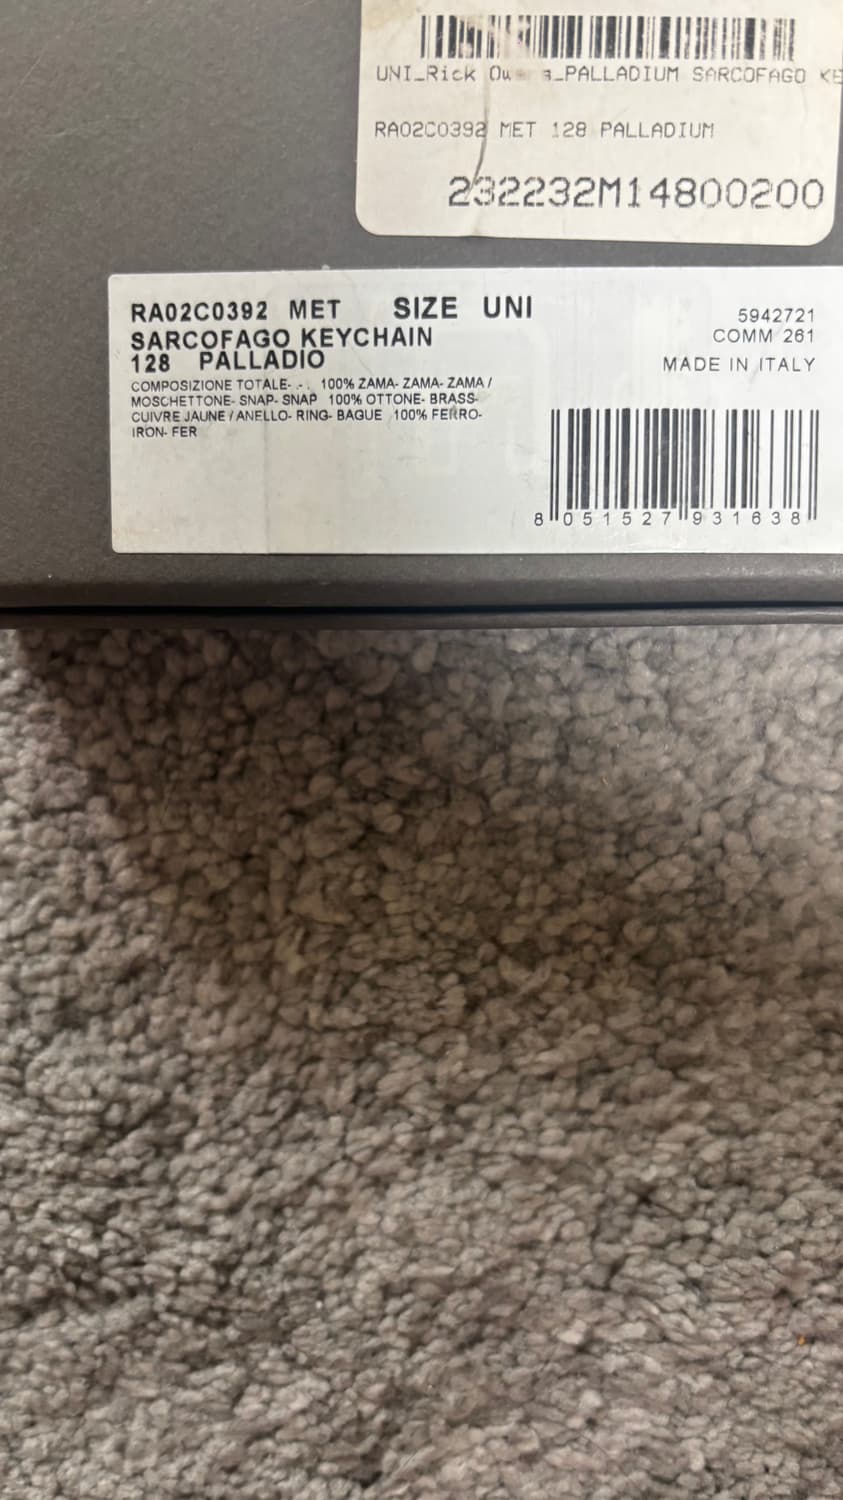 UNI_Rick PALLADIUM SARCOFAGO
RA02C0392 MET 128 PALLADIUM
232232M14800200
RA02C0392 MET SIZE UNI
SARCOFAGO KEYCHAIN
128 PALLADIO
COMPOSIZIONE TOTALE- . - . 100% ZAMA- ZAMA- ZAMA /
MOSCHETTONE- SNAP- SNAP 100% OTTONE- BRASS-
CUIVRE JAUNE / ANELLO- RING- BAGUE 100% FERRO-
IRON- FER
5942721
COMM 261
MADE IN ITALY
8 051527 931638